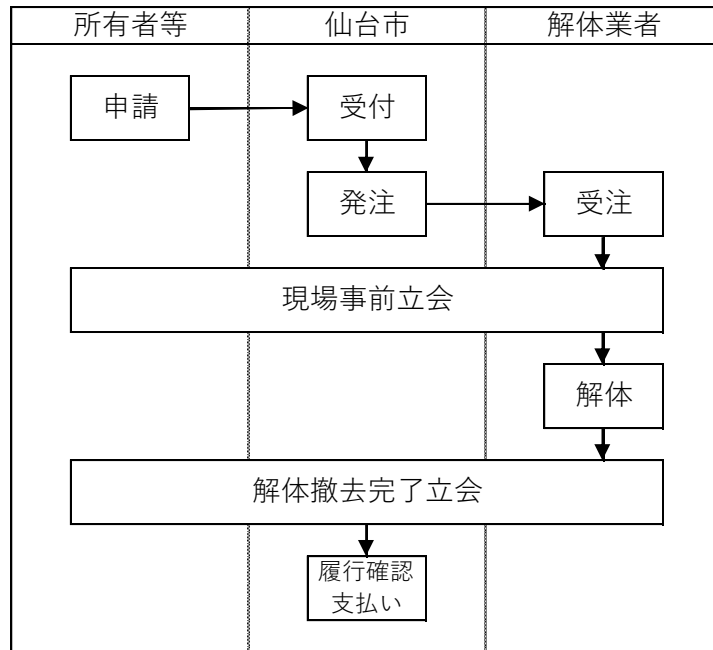 所有者等
仙台市
解体業者
申請
受付
発注
受注
現場事前立会
解体
解体撤去完了立会
履行確認
支払い